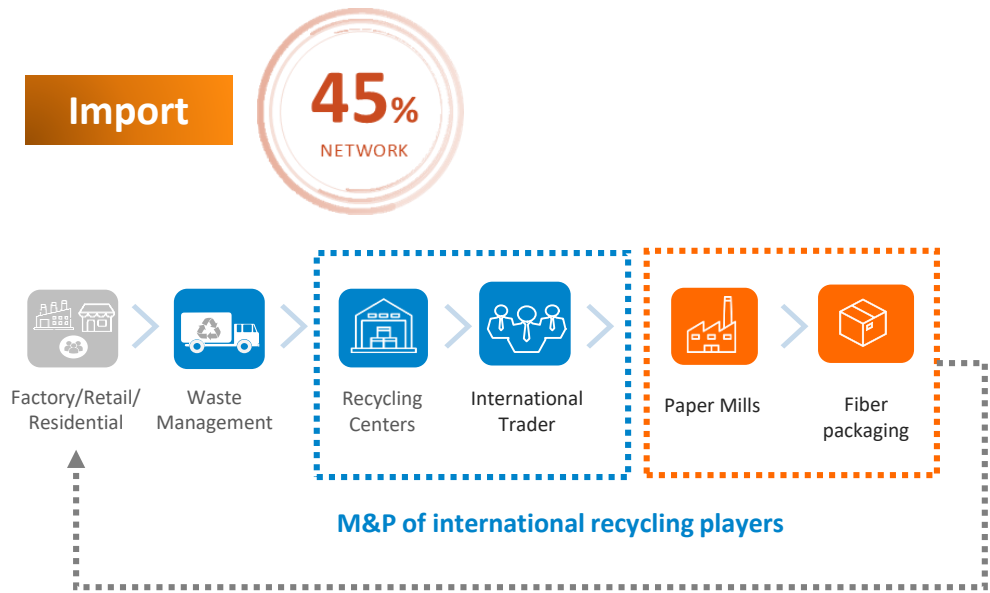 Import
45%
NETWORK
Factory/Retail/
Residential
Waste
Management
Recycling
Centers
International
Trader
Paper Mills
Fiber
packaging
M&P of international recycling players